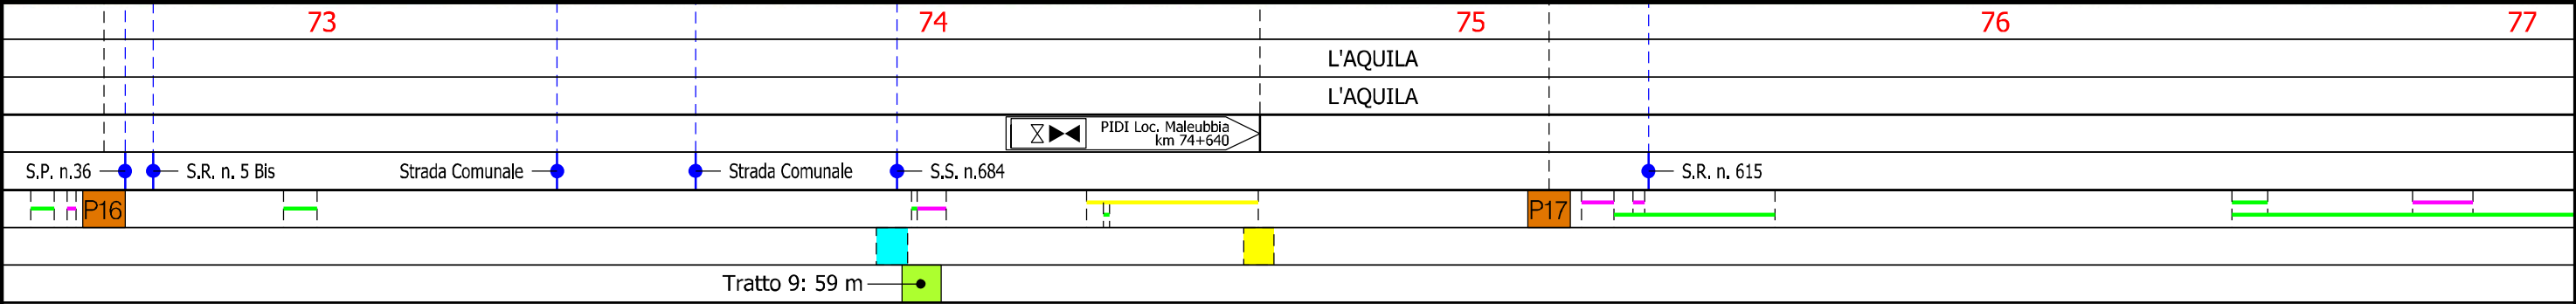 73 74 75 76 77
L'AQUILA
L'AQUILA
PIDI Loc. Maleubbia
km 74+640
S.P. n.36 S.R. n. 5 Bis Strada Comunale Strada Comunale S.S. n.684 S.R. n. 615
P16 P17
Tratto 9: 59 m